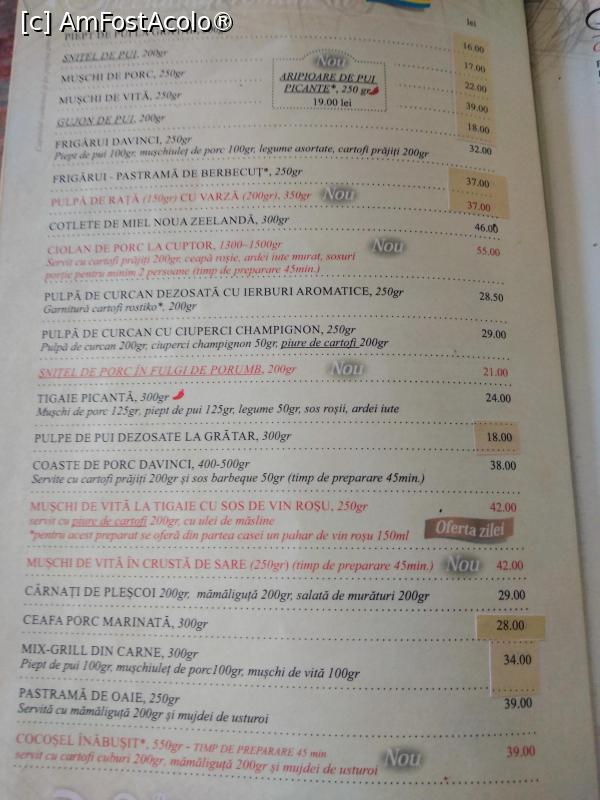 [c] AmFostAcolo®
lei
PIEPT DE PUI
16.00
ȘNIȚEL DE PUI, 200gr 17.00
MUȘCHI DE PORC, 250gr 22.00
MUȘCHI DE VITĂ, 250gr 39.00
GUJON DE PUI, 200gr 18.00
Nou
ARIPIOARE DE PUI
PICANTE*, 250 gr
19.00 lei
FRIGĂRUI DAVINCI, 250gr 32.00
Piept de pui 100gr, mușchiuleț de porc 100gr, legume asortate, cartofi prăjiți 200gr
FRIGĂRUI - PASTRAMĂ DE BERBECUȚ*, 250gr 37.00
PULPĂ DE RAȚĂ (150gr) CU VARZĂ (200gr), 350gr Nou 37.00
COTLETE DE MIEL NOUA ZEELANDĂ, 300gr 46.00
CIOLAN DE PORC LA CUPTOR, 1300-1500gr Nou 55.00
Servit cu cartofi prăjiți 200gr, ceapă roșie, ardei iute murat, sosuri
porție pentru minim 2 persoane (timp de preparare 45min.)
PULPĂ DE CURCAN DEZOSATĂ CU IERBURI AROMATICE, 250gr 28.50
Garnitură cartofi rostiko*, 200gr
PULPĂ DE CURCAN CU CIUPERCI CHAMPIGNON, 250gr 29.00
Pulpă de curcan 200gr, ciuperci champignon 50gr, piure de cartofi 200gr
ȘNIȚEL DE PORC ÎN FULGI DE PORUMB, 200gr Nou 21.00
TIGAIE PICANTĂ, 300gr 24.00
Mușchi de porc 125gr, piept de pui 125gr, legume 50gr, sos roșii, ardei iute
PULPE DE PUI DEZOSATE LA GRĂTAR, 300gr 18.00
COASTE DE PORC DAVINCI, 400-500gr 38.00
Servite cu cartofi prăjiți 200gr și sos barbeque 50gr (timp de preparare 45min.)
MUȘCHI DE VITĂ LA TIGAIE CU SOS DE VIN ROȘU, 250gr 42.00
servit cu piure de cartofi 200gr, cu ulei de măsline
*pentru acest preparat se oferă din partea casei un pahar de vin roșu 150ml
Oferta zilei
MUȘCHI DE VITĂ ÎN CRUSTĂ DE SARE (250gr) (timp de preparare 45min.) Nou 42.00
CÂRNAȚI DE PLEȘCOI 200gr, mămăliguță 200gr, salată de murături 200gr 29.00
CEAFA PORC MARINATĂ, 300gr 28.00
MIX-GRILL DIN CARNE, 300gr 34.00
Piept de pui 100gr, mușchiuleț de porc100gr, mușchi de vită 100gr
PASTRAMĂ DE OAIE, 250gr 39.00
Servită cu mămăliguță 200gr și mujdei de usturoi
COCOȘEL ÎNĂBUȘIT*, 550gr - TIMP DE PREPARARE 45 min Nou 39.00
servit cu cartofi cuburi 200gr, mămăliguță 200gr și mujdei de usturoi